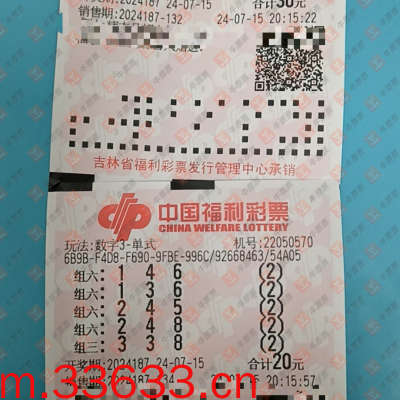 开奖期:2024187 24-07-15 合计30元
销售期:2024187-132 24-07-15 20:15:22
吉林省福利彩票发行管理中心承销
中国福利彩票
CHINA WELFARE LOTTERY
玩法:数字3-单式 机号:22050570
6B9B-F4D8-F690-9FBE-996C/92668463/54A05
组六: 1 4 6 (2)
组六: 1 3 6 (2)
组六: 2 4 5 (2)
组六: 2 4 8 (2)
组三: 3 3 8 (2)
开奖期:2024187 24-07-15 合计20元
20:15:57
m.33633.cn